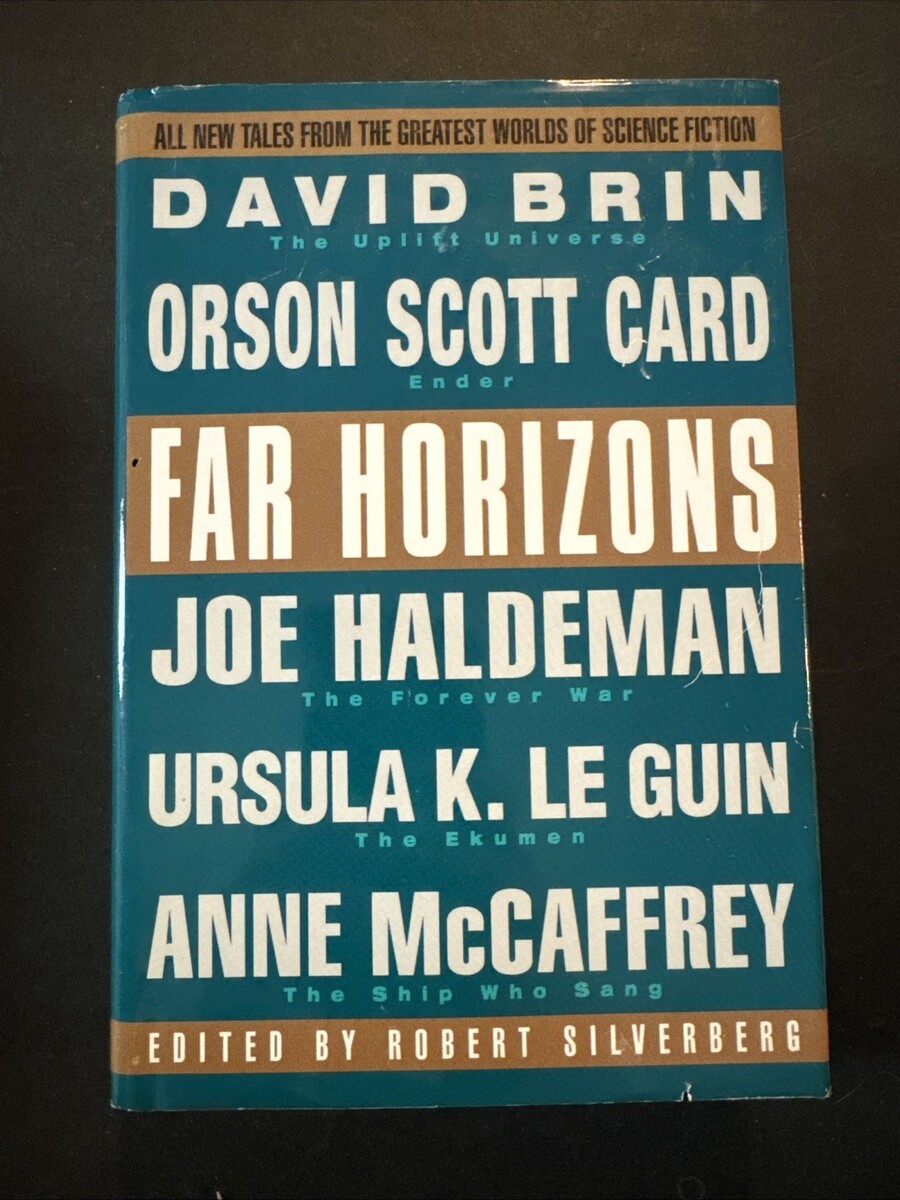 ALL NEW TALES FROM THE GREATEST WORLDS OF SCIENCE FICTION
DAVID BRIN
The Uplift Universe
ORSON SCOTT CARD
Ender
FAR HORIZONS
JOE HALDEMAN
The Forever War
URSULA K. LE GUIN
The Ekumen
ANNE McCAFFREY
The Ship Who Sang
EDITED BY ROBERT SILVERBERG